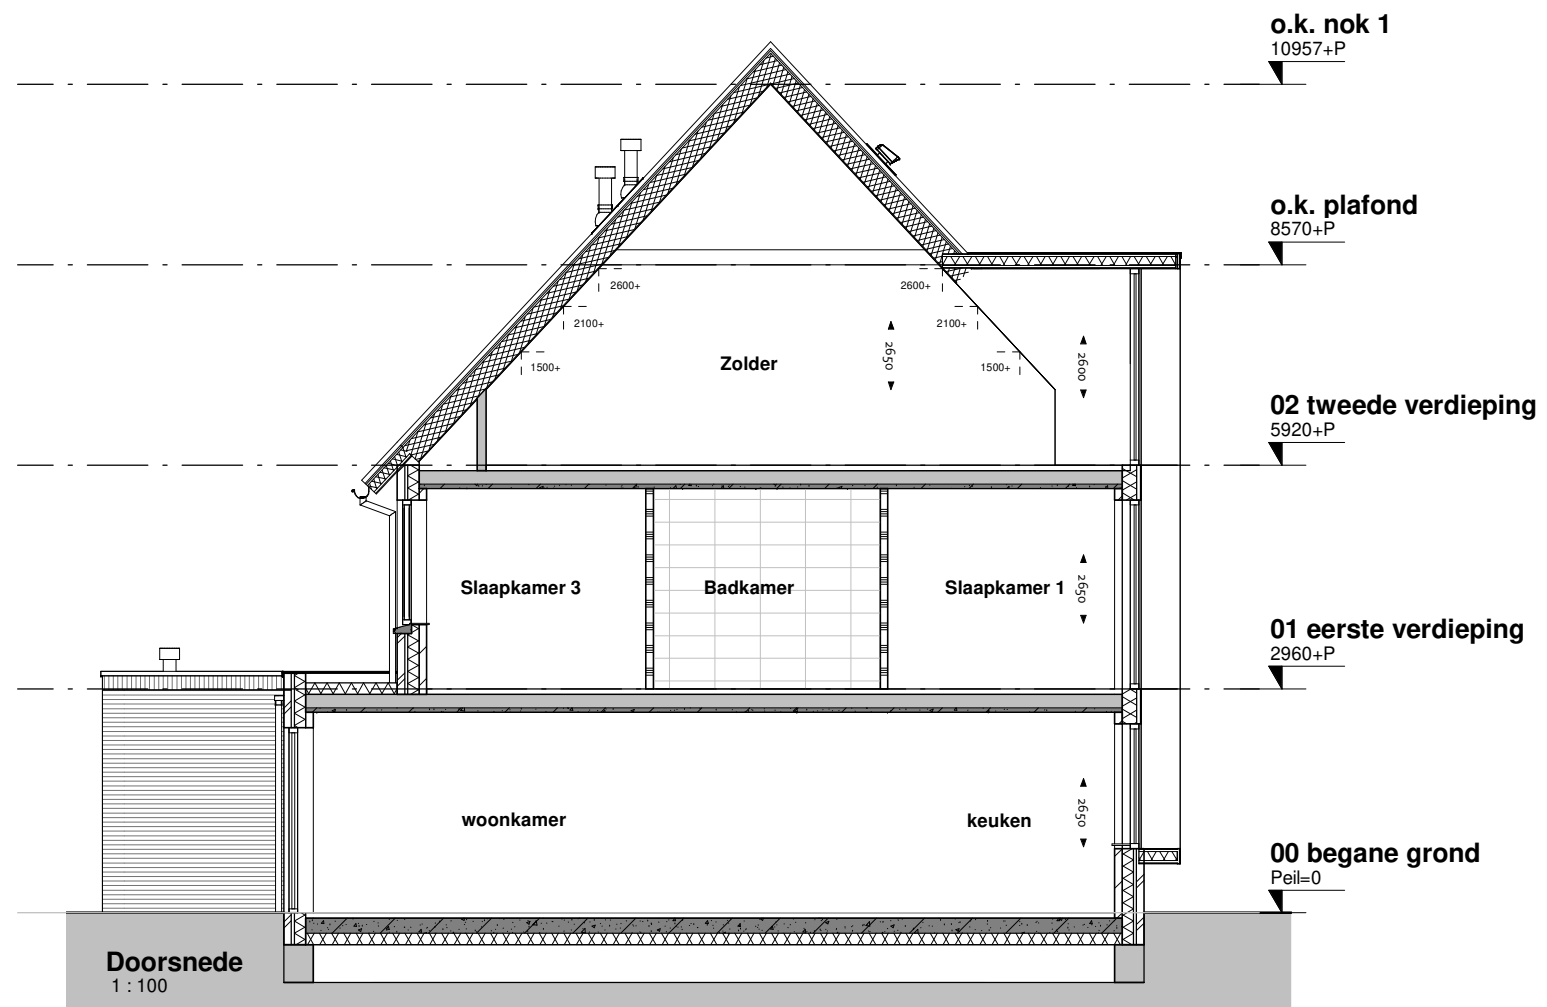 o.k. nok 1
10957+P
o.k. plafond
8570+P
2600+
2600+
2100+
2100+
2650
2600
Zolder
1500+
1500+
02 tweede verdieping
5920+P
Slaapkamer 3
Badkamer
Slaapkamer 1
2650
01 eerste verdieping
2960+P
woonkamer
keuken
2650
00 begane grond
Peil=0
Doorsnede
1 : 100